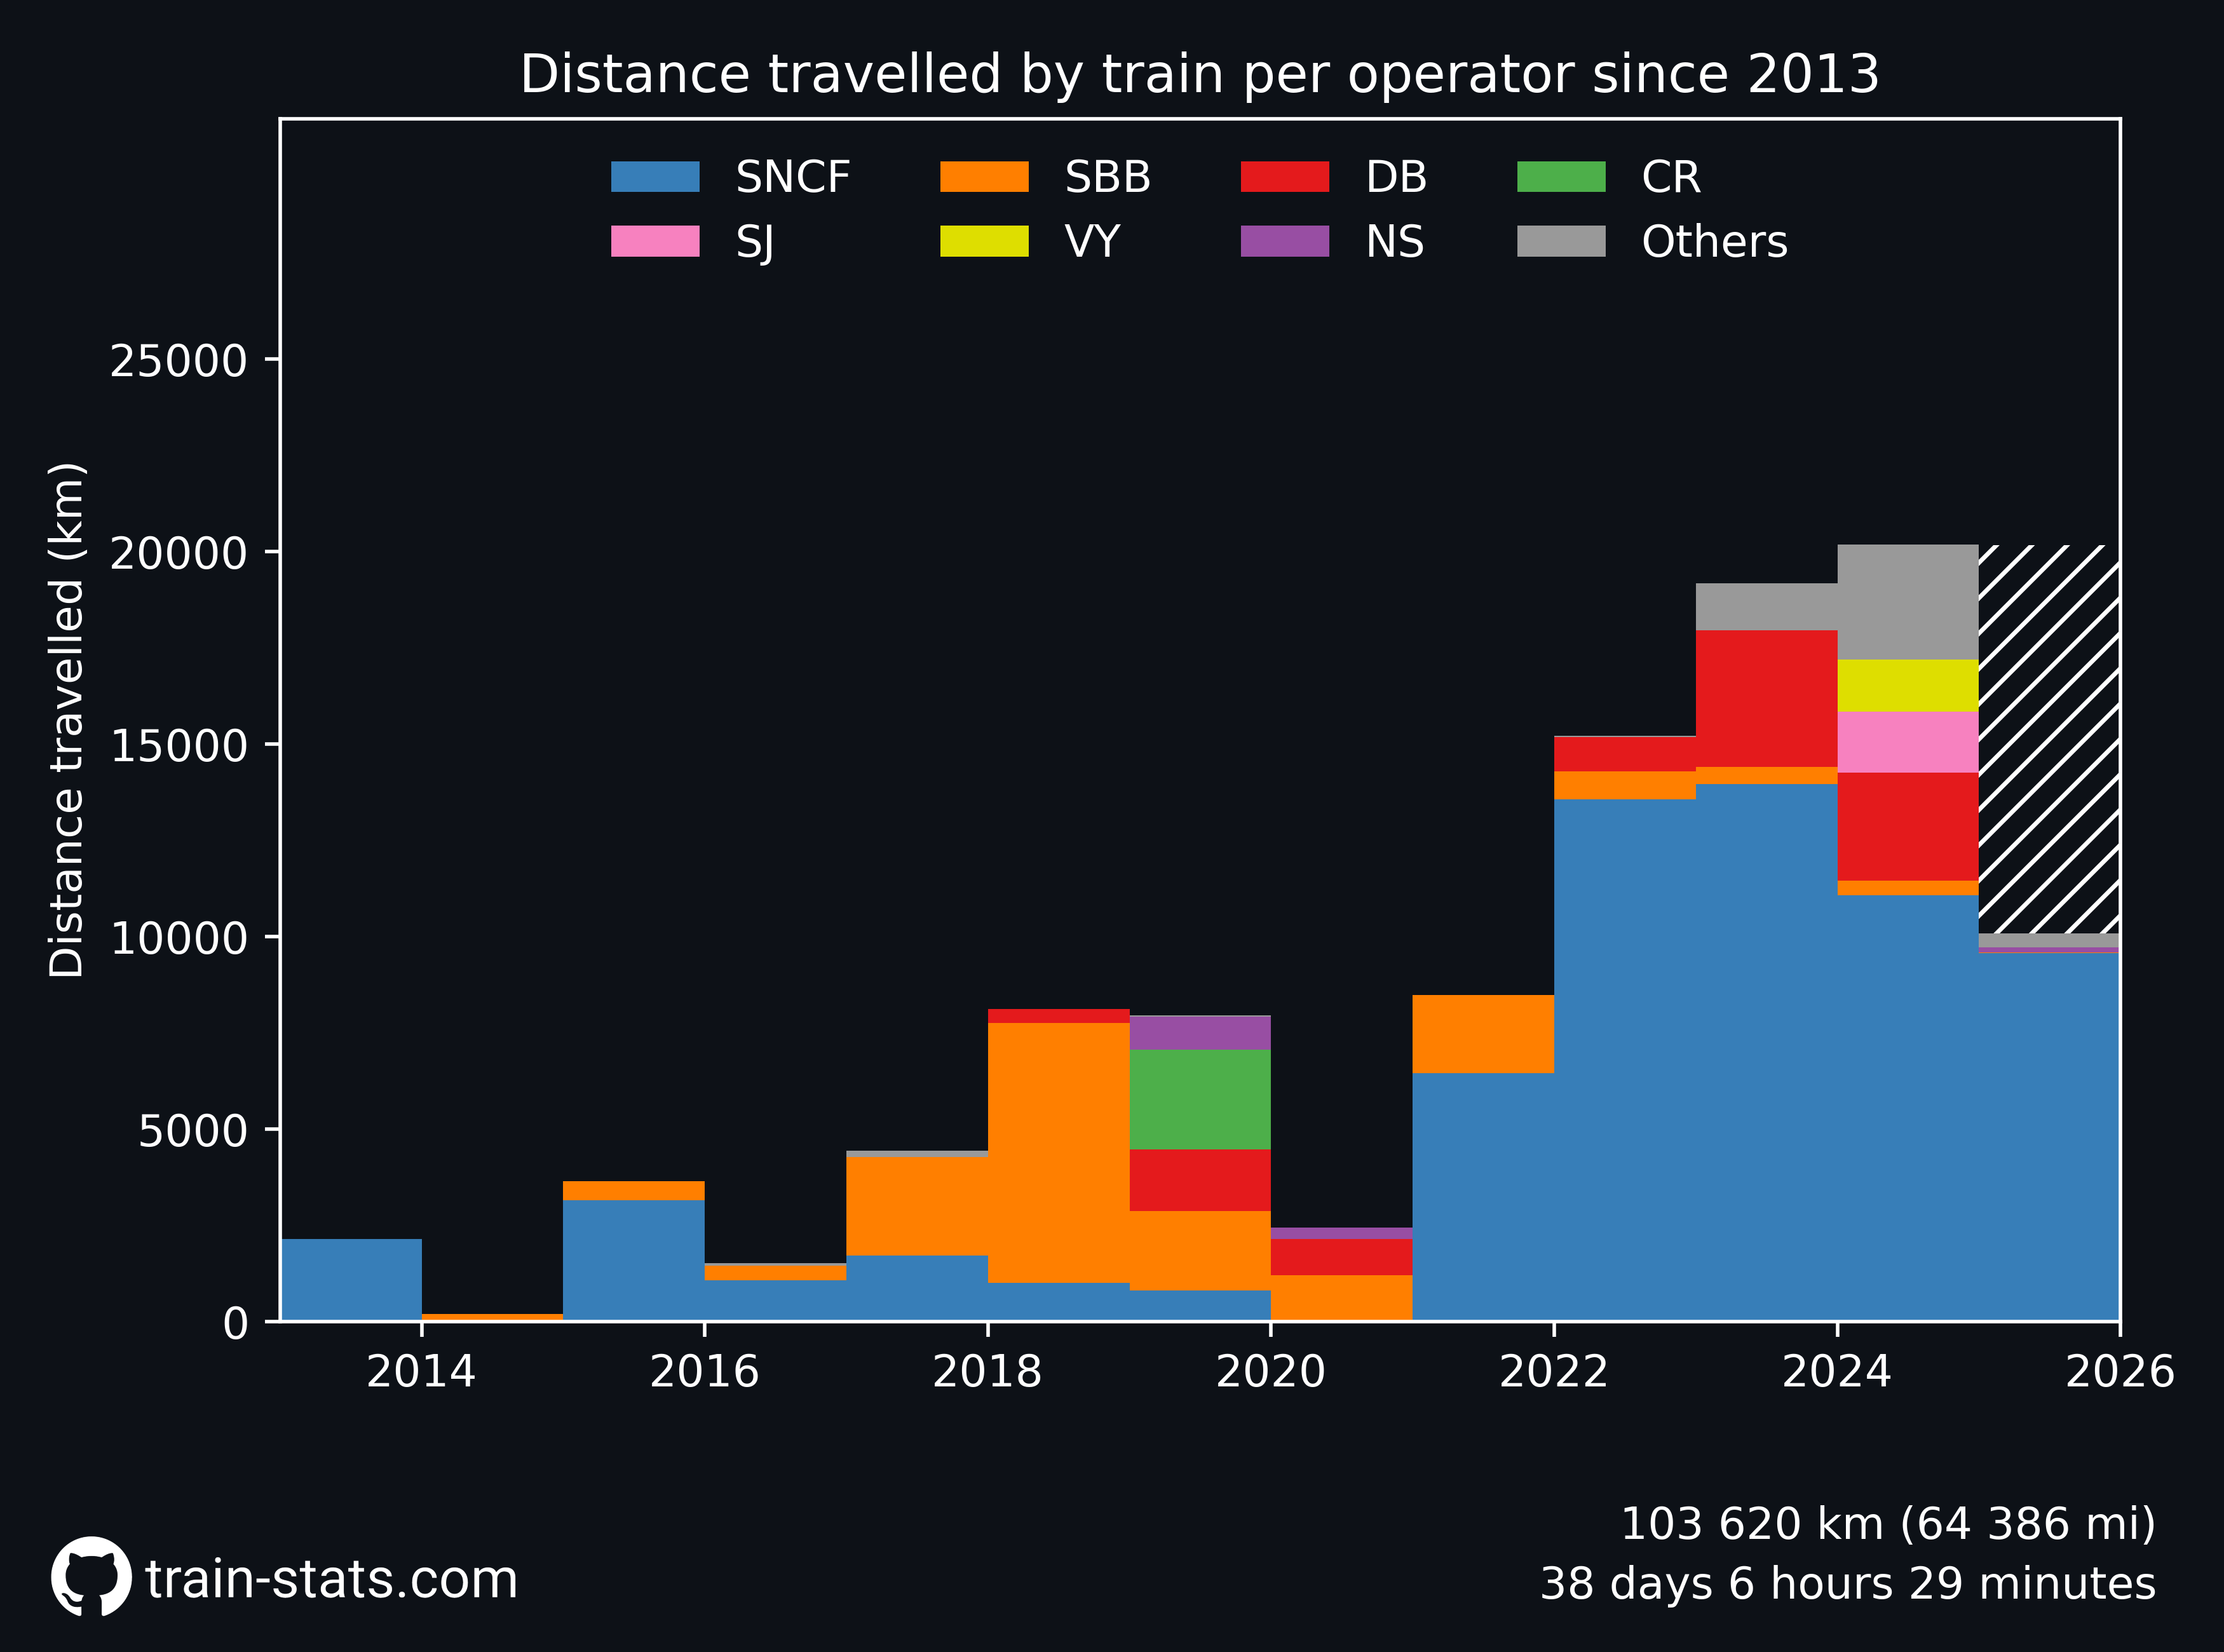 Distance travelled by train per operator since 2013
SNCF SBB DB CR
SJ VY NS Others
Distance travelled (km)
25000
20000
15000
10000
5000
0
2014 2016 2018 2020 2022 2024 2026
103 620 km (64 386 mi)
train-stats.com
38 days 6 hours 29 minutes